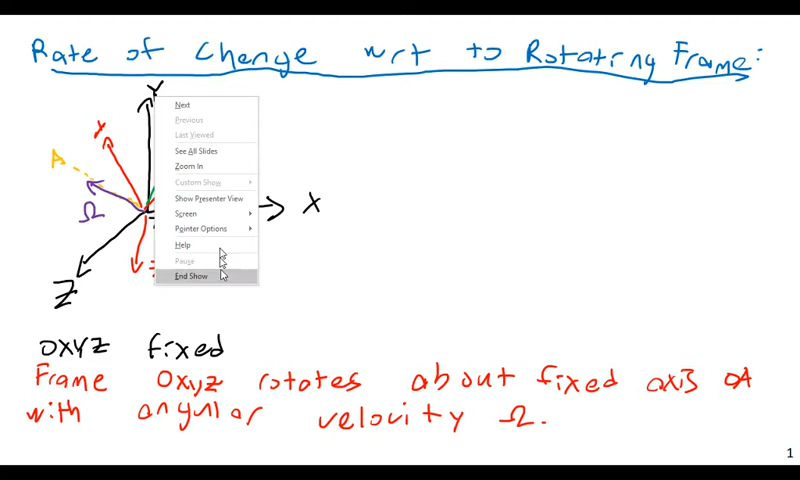 Rate of Change wrt to Rotating Frame:
Y
x
A
Ω
X
Z
Next
Previous
Last Viewed
See All Slides
Zoom In
Custom Show
Show Presenter View
Screen
Pointer Options
Help
Pause
End Show
OXYZ fixed
Frame Oxyz rotates about fixed axis OA
with angular velocity Ω.
1